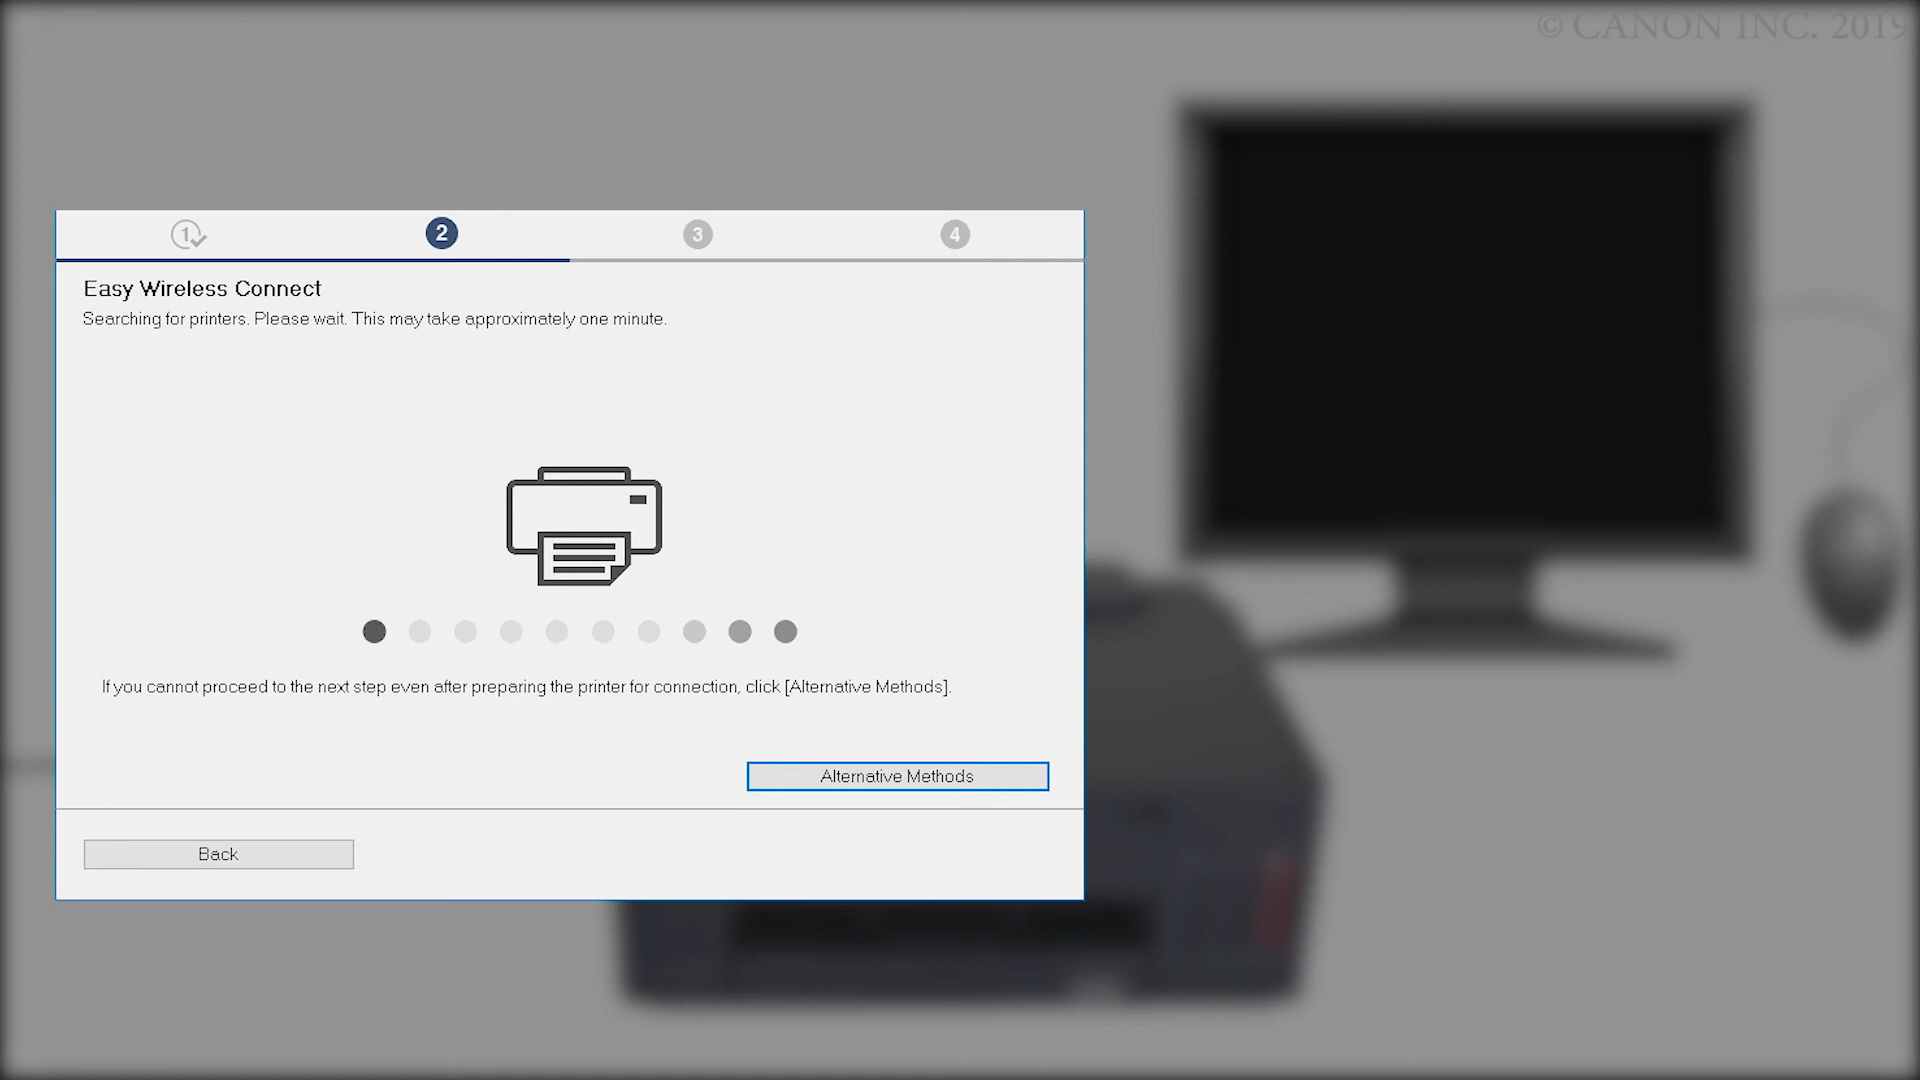 © CANON INC. 2019
1 2 3 4
Easy Wireless Connect
Searching for printers. Please wait. This may take approximately one minute.
If you cannot proceed to the next step even after preparing the printer for connection, click [Alternative Methods].
Alternative Methods
Back